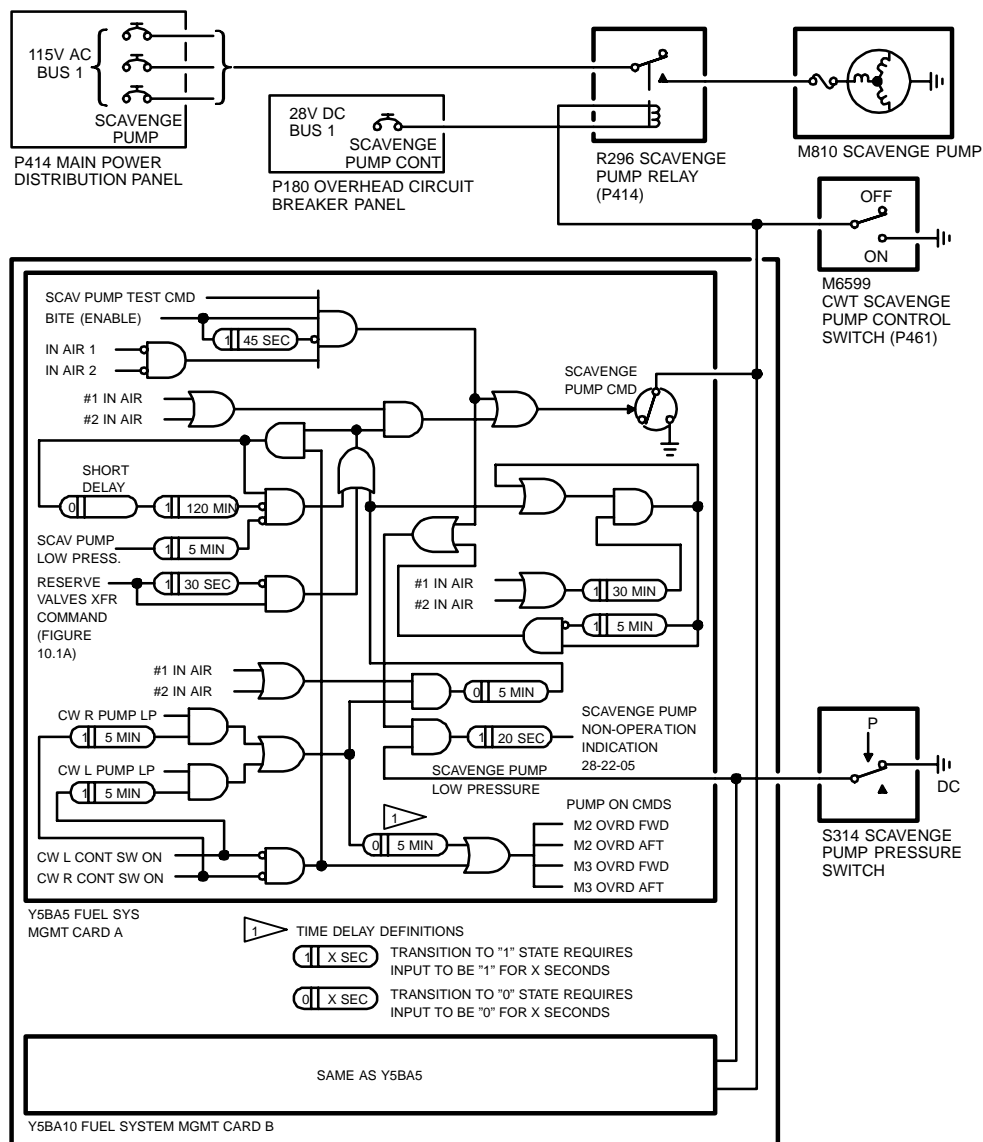 115V AC
BUS 1
SCAVENGE
PUMP
P414 MAIN POWER
DISTRIBUTION PANEL
28V DC
BUS 1
SCAVENGE
PUMP CONT
P180 OVERHEAD CIRCUIT
BREAKER PANEL
R296 SCAVENGE
PUMP RELAY
(P414)
M810 SCAVENGE PUMP
OFF
ON
M6599
CWT SCAVENGE
PUMP CONTROL
SWITCH (P461)
SCAV PUMP TEST CMD
BITE (ENABLE)
1 45 SEC
IN AIR 1
IN AIR 2
#1 IN AIR
#2 IN AIR
SCAVENGE
PUMP CMD
SHORT
DELAY
0
1 120 MIN
SCAV PUMP
LOW PRESS.
1 5 MIN
RESERVE
VALVES XFR
COMMAND
(FIGURE
10.1A)
1 30 SEC
#1 IN AIR
#2 IN AIR
1 30 MIN
1 5 MIN
#1 IN AIR
#2 IN AIR
0 5 MIN
CW R PUMP LP
1 5 MIN
CW L PUMP LP
1 5 MIN
1 20 SEC
SCAVENGE PUMP
NON-OPERATION
INDICATION
28-22-05
SCAVENGE PUMP
LOW PRESSURE
1
0 5 MIN
PUMP ON CMDS
M2 OVRD FWD
M2 OVRD AFT
M3 OVRD FWD
M3 OVRD AFT
CW L CONT SW ON
CW R CONT SW ON
P
DC
S314 SCAVENGE
PUMP PRESSURE
SWITCH
Y5BA5 FUEL SYS
MGMT CARD A
1 TIME DELAY DEFINITIONS
1 X SEC TRANSITION TO "1" STATE REQUIRES
INPUT TO BE "1" FOR X SECONDS
0 X SEC TRANSITION TO "0" STATE REQUIRES
INPUT TO BE "0" FOR X SECONDS
SAME AS Y5BA5
Y5BA10 FUEL SYSTEM MGMT CARD B